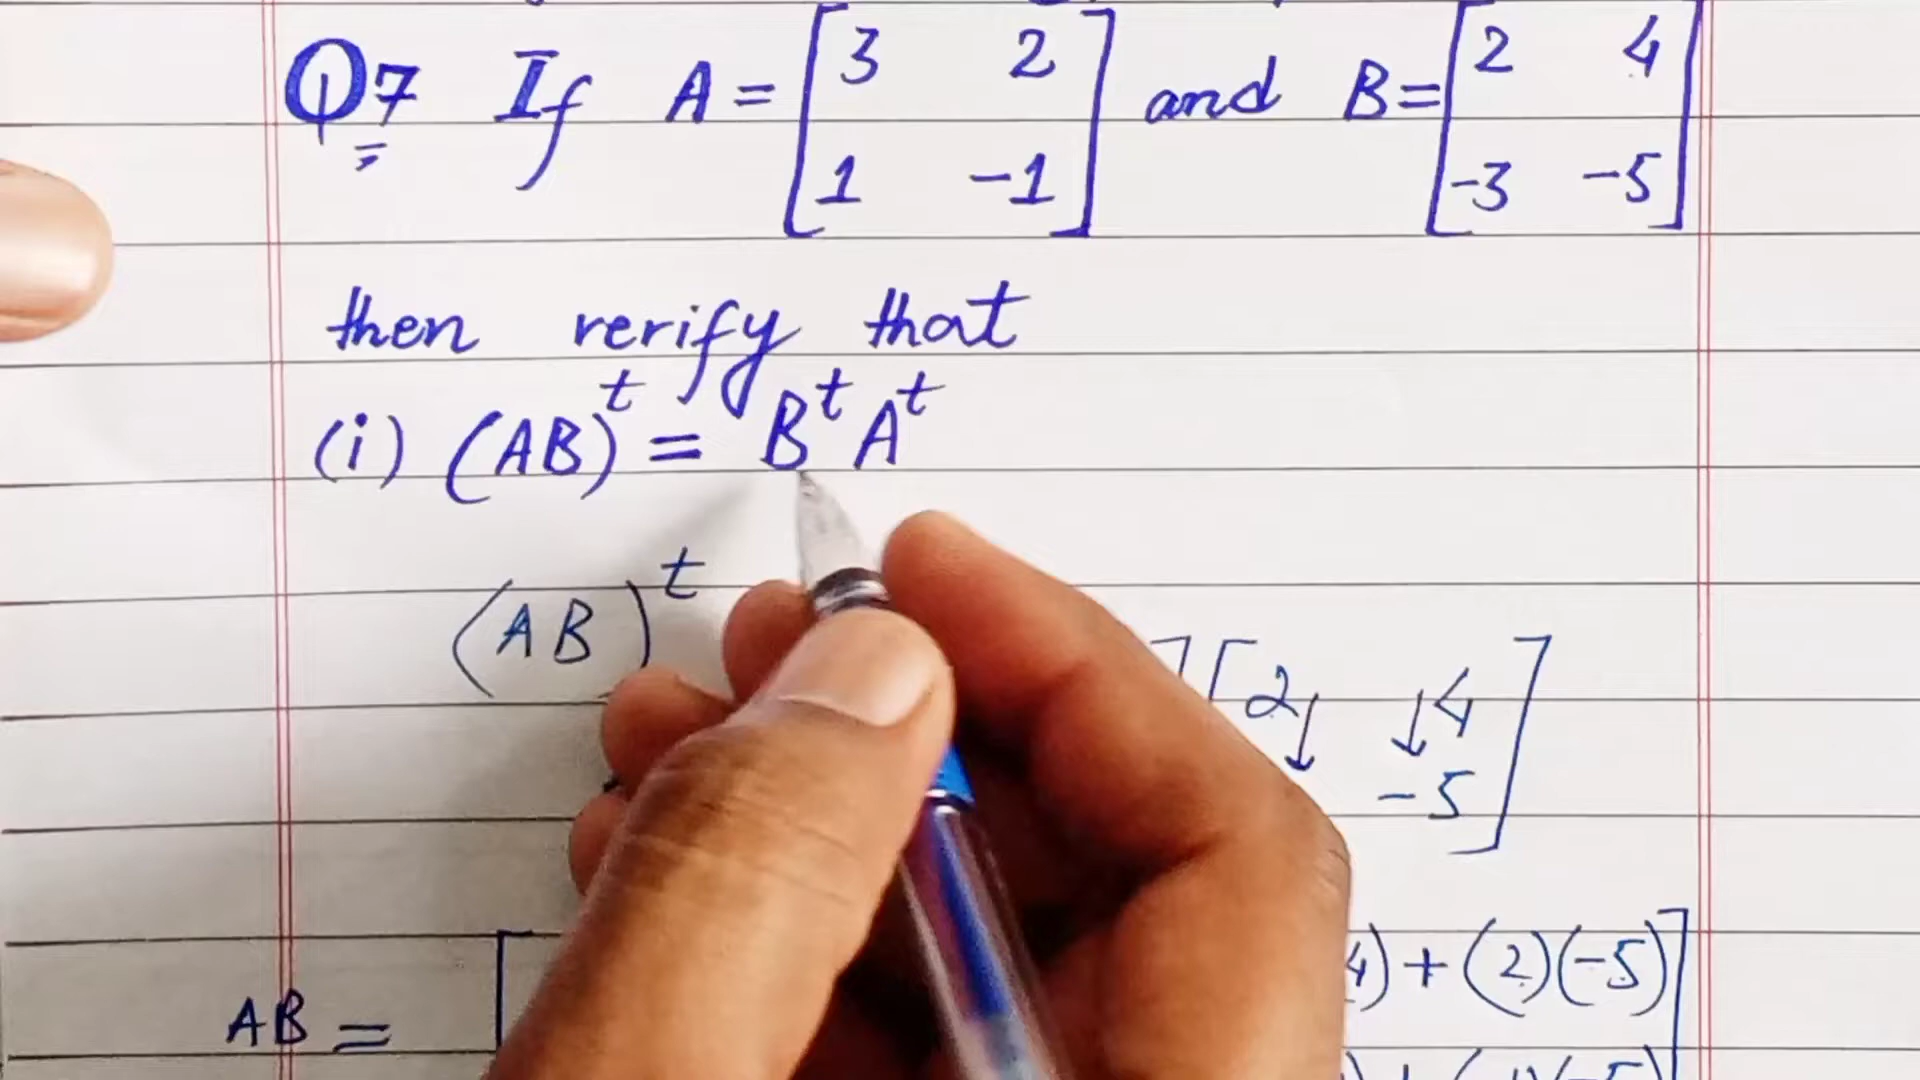 Q7 If A = [3 2 and B = [2 4
1 -1] -3 -5]
then verify that
(i) (AB)^t = B^t A^t
(AB)^t
] [2↓ ↓4
-5]
4) + (2)(-5)]
AB = [